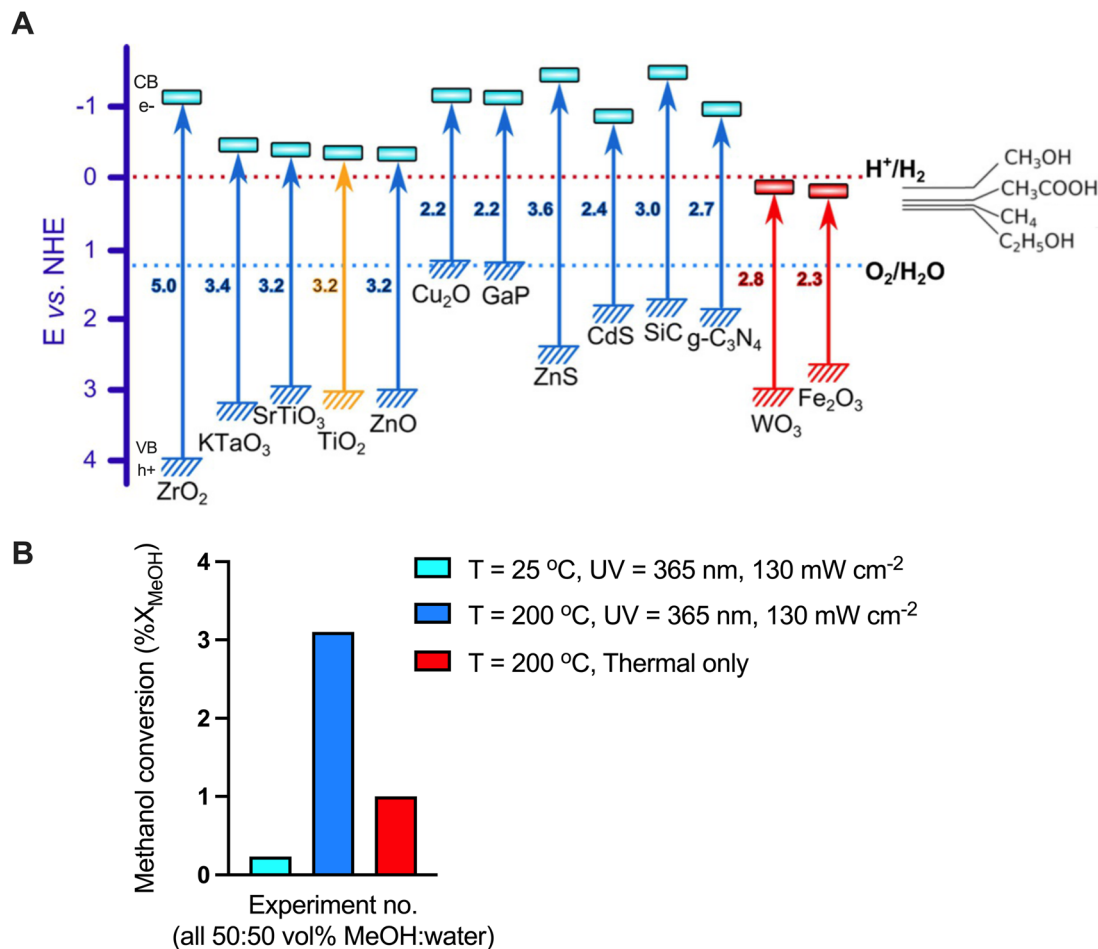 A
CB
e-
-1
0
1
2
3
4
E vs. NHE
VB
h+
H⁺/H₂
O₂/H₂O
CH3OH
CH₃COOH
CH₄
C₂H₅OH
5.0
3.4
3.2
3.2
3.2
2.2
2.2
3.6
2.4
3.0
2.7
2.8
2.3
ZrO₂
KTaO₃
SrTiO₃
TiO₂
ZnO
Cu₂O
GaP
ZnS
CdS
SiC
g-C₃N₄
WO₃
Fe₂O₃
B
Methanol conversion (%X_MeOH)
4
3
2
1
0
T = 25 ºC, UV = 365 nm, 130 mW cm⁻²
T = 200 ºC, UV = 365 nm, 130 mW cm⁻²
T = 200 ºC, Thermal only
Experiment no.
(all 50:50 vol% MeOH:water)